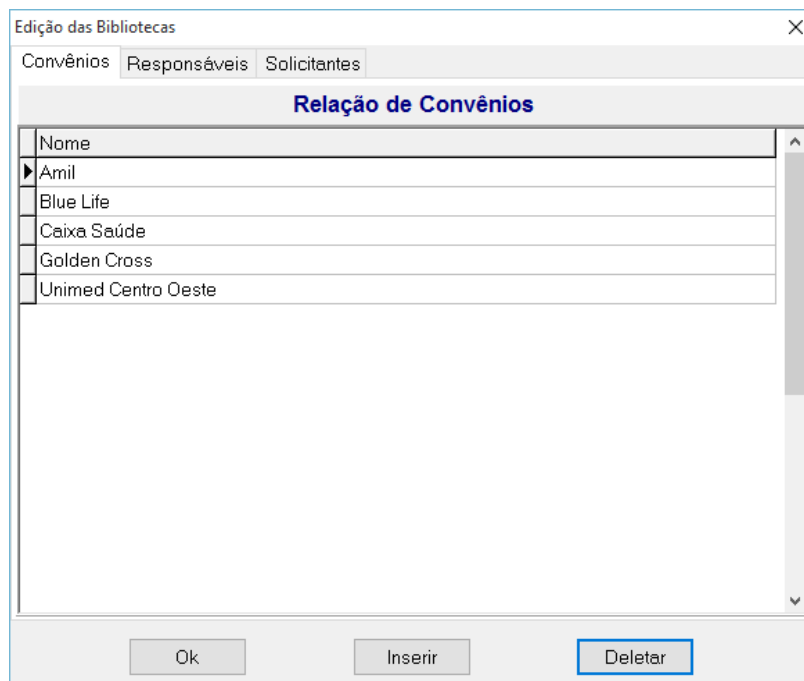 Edição das Bibliotecas
Convênios Responsáveis Solicitantes
Relação de Convênios
Nome
Amil
Blue Life
Caixa Saúde
Golden Cross
Unimed Centro Oeste
Ok Inserir Deletar